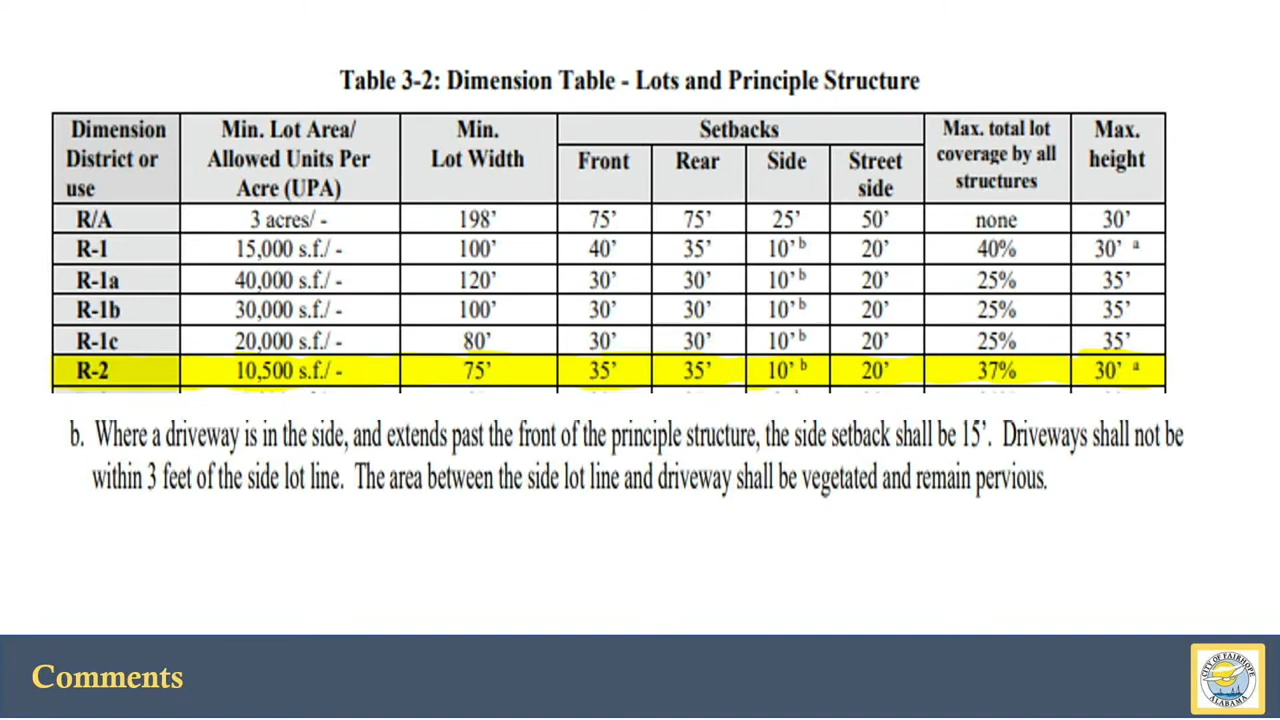 Table 3-2: Dimension Table - Lots and Principle Structure
Dimension District or use Min. Lot Area/ Allowed Units Per Acre (UPA) Min. Lot Width Setbacks Front Rear Side Street side Max. total lot coverage by all structures Max. height
R/A 3 acres/ - 198’ 75’ 75’ 25’ 50’ none 30’
R-1 15,000 s.f./ - 100’ 40’ 35’ 10’ b 20’ 40% 30’ a
R-1a 40,000 s.f./ - 120’ 30’ 30’ 10’ b 20’ 25% 35’
R-1b 30,000 s.f./ - 100’ 30’ 30’ 10’ b 20’ 25% 35’
R-1c 20,000 s.f./ - 80’ 30’ 30’ 10’ b 20’ 25% 35’
R-2 10,500 s.f./ - 75’ 35’ 35’ 10’ b 20’ 37% 30’ a
b. Where a driveway is in the side, and extends past the front of the principle structure, the side setback shall be 15’. Driveways shall not be
within 3 feet of the side lot line. The area between the side lot line and driveway shall be vegetated and remain pervious.
Comments
CITY OF FAIRHOPE
ALABAMA